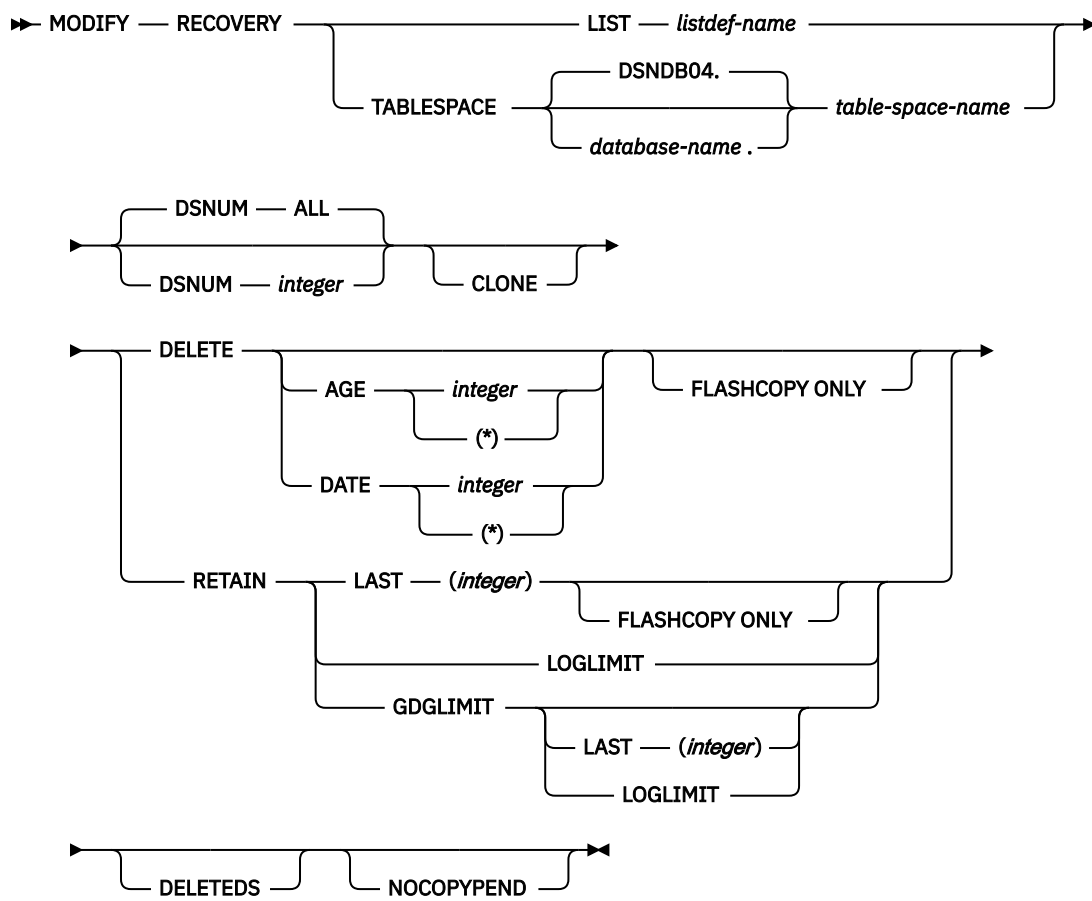 MODIFY RECOVERY LIST listdef-name
DSNDB04.
TABLESPACE table-space-name
database-name .
DSNUM ALL
DSNUM integer CLONE
DELETE
AGE integer FLASHCOPY ONLY
(*)
DATE integer
(*)
RETAIN LAST (integer)
FLASHCOPY ONLY
LOGLIMIT
GDGLIMIT
LAST (integer)
LOGLIMIT
DELETEDS NOCOPYPEND